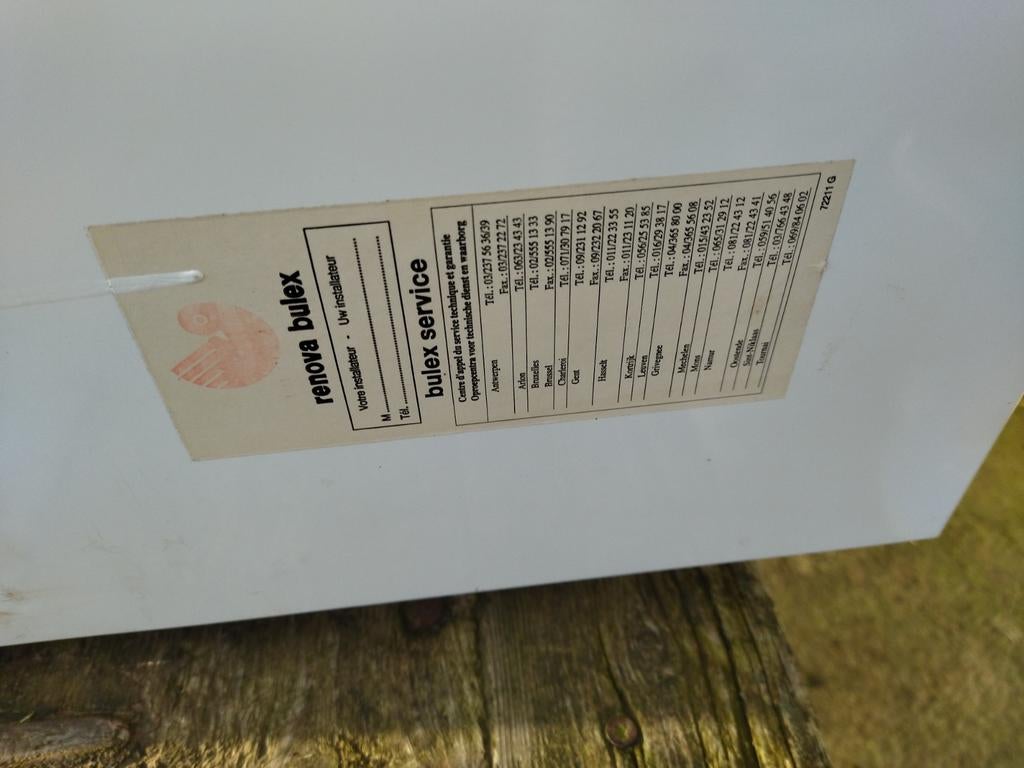 renova bulex
Votre installateur - Uw installateur
M
Tél.
bulex service
Centre d'appel du service technique et garantie
Oproepcentra voor technische dienst en waarborg
Antwerpen Tél. : 03/237 56 36/39
Fax. : 03/237 22 72
Arlon Tél. : 063/23 43 43
Bruxelles Tél. : 02/555 13 33
Brussel Fax. : 02/555 13 90
Charleroi Tél. : 071/30 79 17
Gent Tél. : 09/231 12 92
Fax. : 09/232 20 67
Hasselt Tél. : 011/22 33 55
Fax. : 011/23 11 20
Kortrijk Tél. : 056/25 53 85
Leuven Tél. : 016/29 38 17
Grivegnee Tél. : 04/365 80 00
Fax. : 04/365 56 08
Mechelen Tél. : 015/43 23 52
Mons Tél. : 065/31 29 12
Namur Tél. : 081/22 43 12
Fax. : 081/22 43 41
Oostende Tél. : 059/51 40 56
Sint-Niklaas Tél. : 03/766 43 48
Tournai Tél. : 069/84 06 02
72211 G